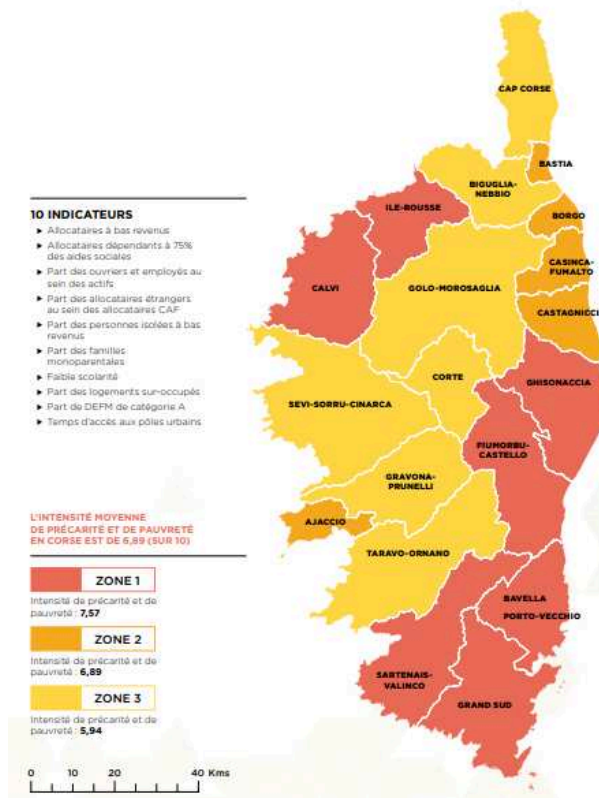 CAP CORSE
BASTIA
BIGUGLIA-
NEBBIO
ILE-ROUSSE
BORGO
CASINCA-
FUMALTO
CALVI
GOLO-MOROSAGLIA
CASTAGNICCI
GHISONACCIA
CORTE
SEVI-SORRU-CINARCA
FIUMORBU-
CASTELLO
GRAVONA-
PRUNELLI
AJACCIO
TARAVO-ORNANO
BAVELLA
PORTO-VECCHIO
SARTENAIS-
VALINCO
GRAND SUD
10 INDICATEURS
▸ Allocataires à bas revenus
▸ Allocataires dépendants à 75%
des aides sociales
▸ Part des ouvriers et employés au
sein des actifs
▸ Part des allocataires étrangers
au sein des allocataires CAF
▸ Part des personnes isolées à bas
revenus
▸ Part des familles
monoparentales
▸ Faible scolarité
▸ Part des logements sur-occupés
▸ Part de DEFM de catégorie A
▸ Temps d'accès aux pôles urbains
L'INTENSITÉ MOYENNE
DE PRÉCARITÉ ET DE PAUVRETÉ
EN CORSE EST DE 6,89 (SUR 10)
ZONE 1
Intensité de précarité et de
pauvreté : 7,57
ZONE 2
Intensité de précarité et de
pauvreté : 6,89
ZONE 3
Intensité de précarité et de
pauvreté : 5,94
0 10 20 40 Kms